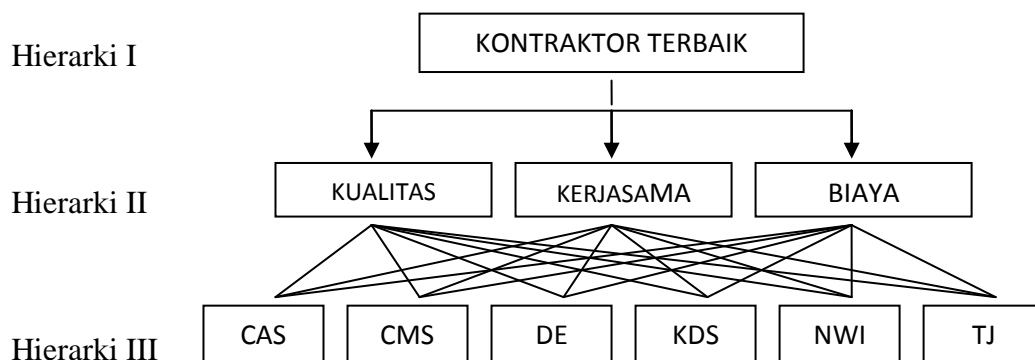 Hierarki I
KONTRAKTOR TERBAIK
Hierarki II
KUALITAS
KERJASAMA
BIAYA
Hierarki III
CAS
CMS
DE
KDS
NWI
TJ